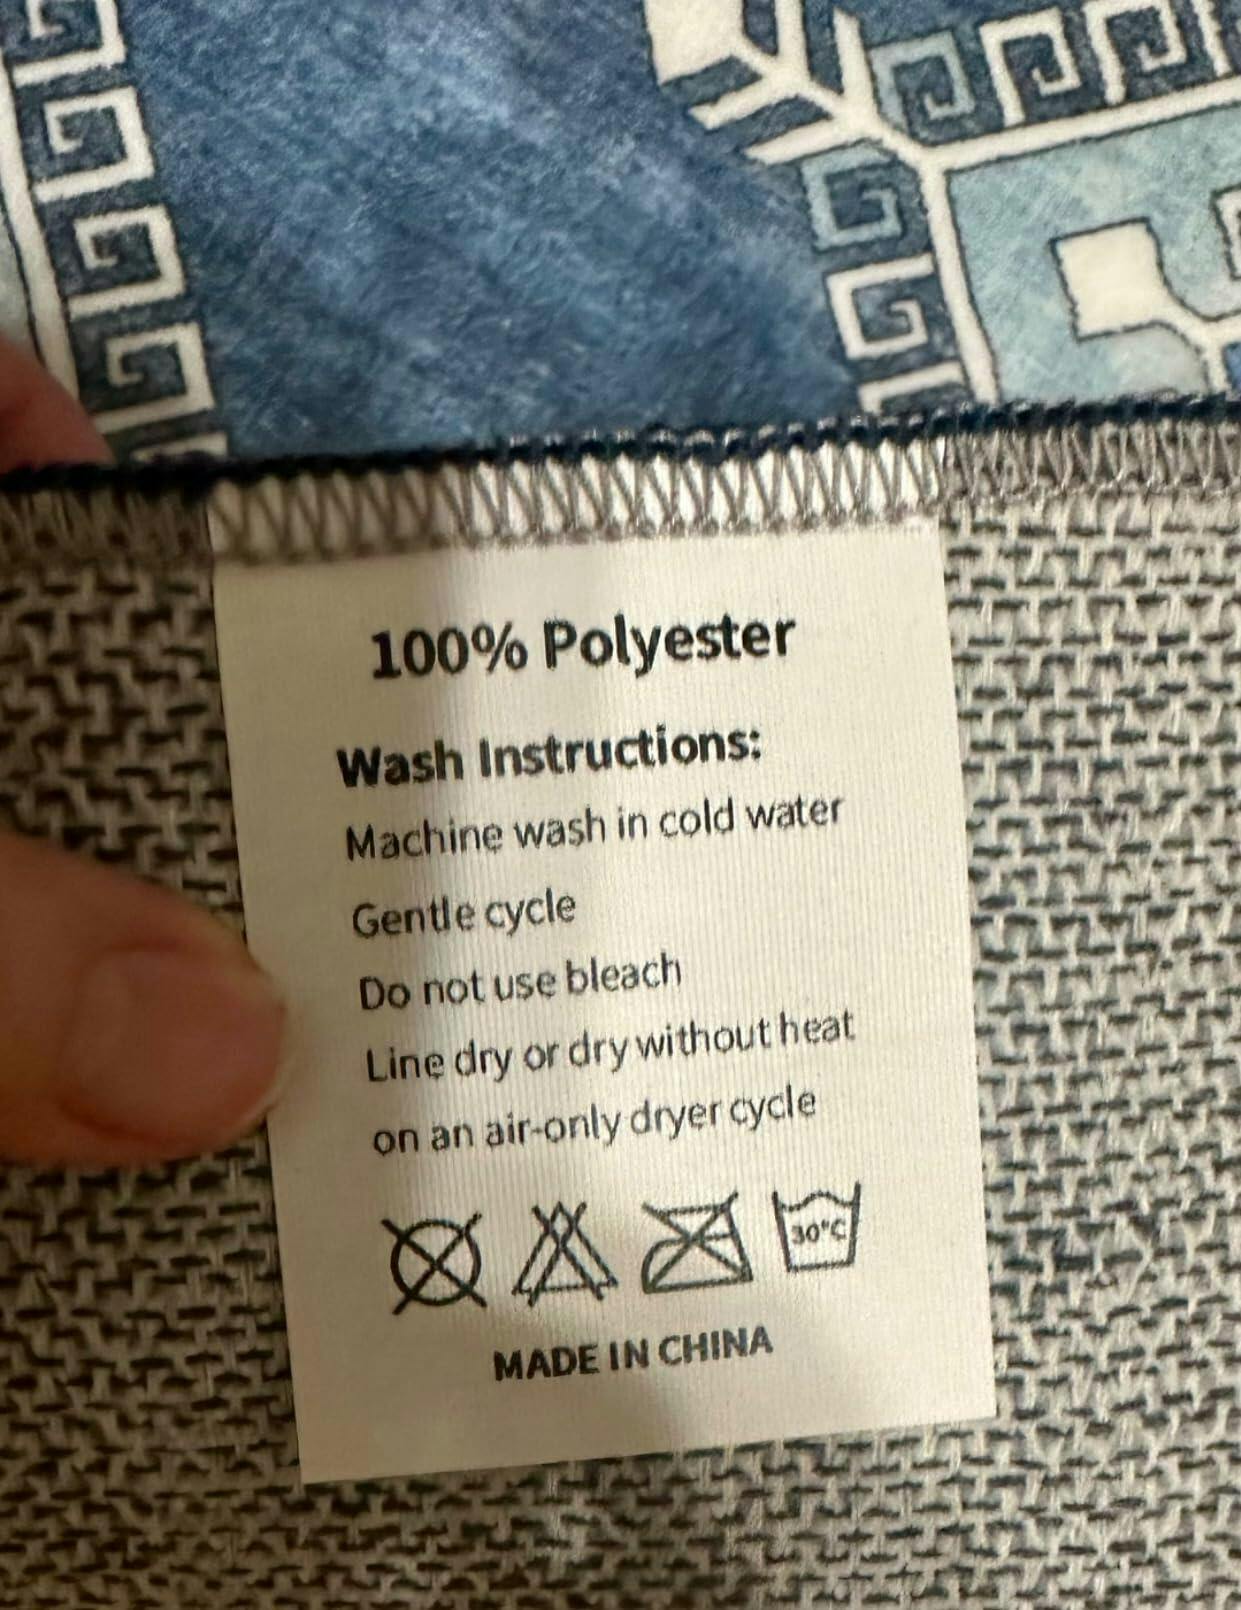 100% Polyester
Wash Instructions:
Machine wash in cold water
Gentle cycle
Do not use bleach
Line dry or dry without heat
on an air-only dryer cycle
30°C
MADE IN CHINA